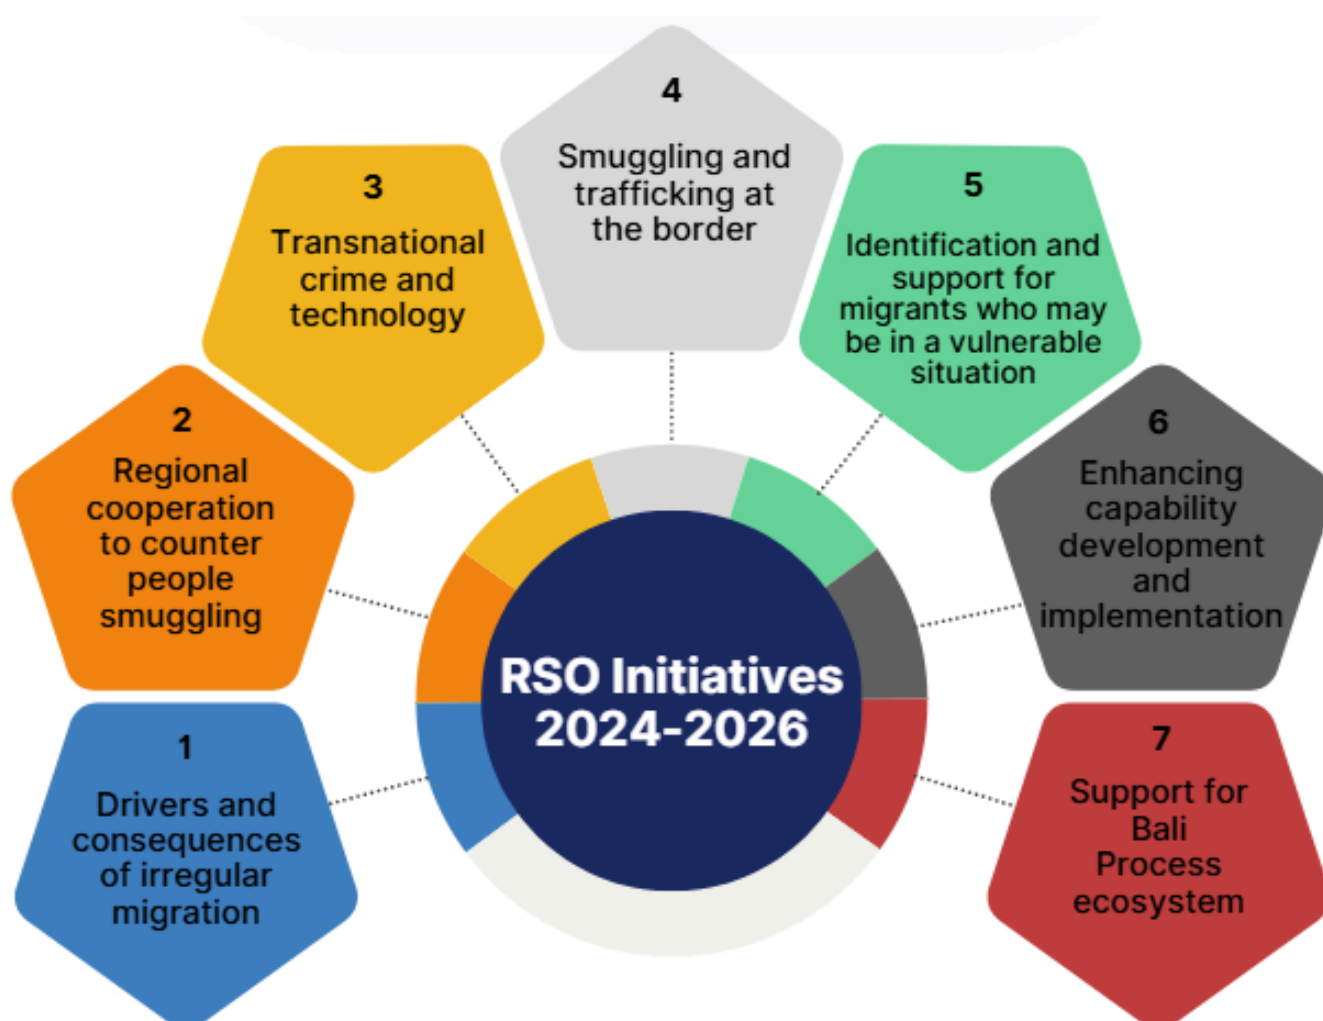 4
Smuggling and
trafficking at
the border
3
Transnational
crime and
technology
5
Identification and
support for
migrants who may
be in a vulnerable
situation
2
Regional
cooperation
to counter
people
smuggling
6
Enhancing
capability
development
and
implementation
RSO Initiatives
2024-2026
1
Drivers and
consequences
of irregular
migration
7
Support for
Bali
Process
ecosystem